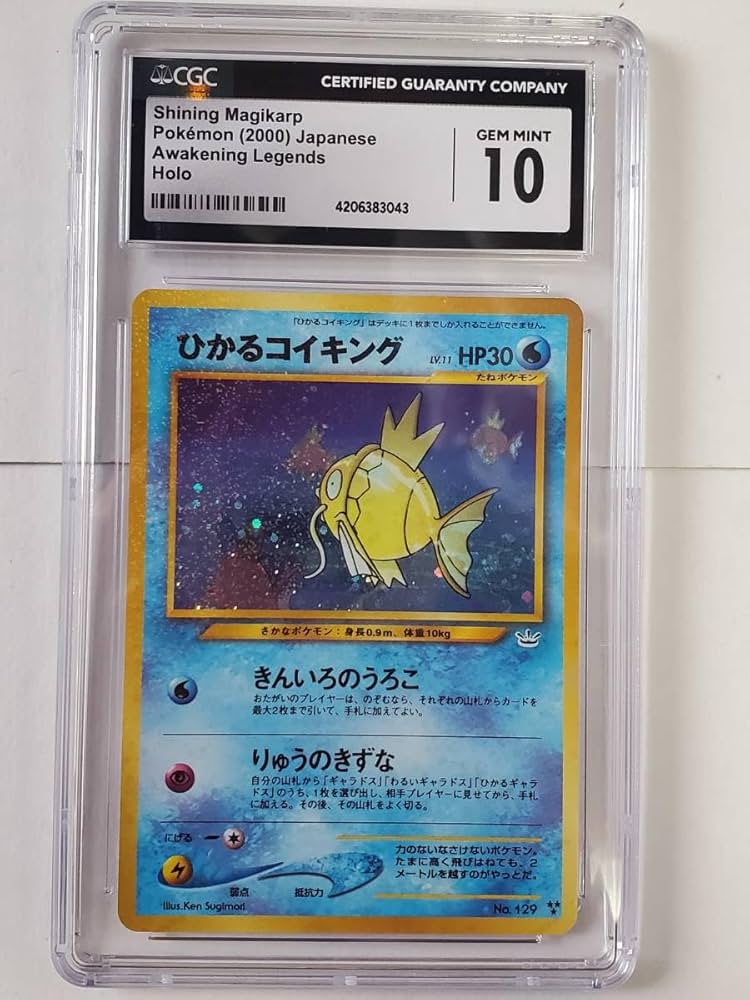 CGC
CERTIFIED GUARANTY COMPANY
Shining Magikarp
Pokémon (2000) Japanese
Awakening Legends
Holo
GEM MINT
10
4206383043
「ひかるコイキング」はデッキに1枚までしか入れることができません。
ひかるコイキング LV.11 HP30
たねポケモン
さかなポケモン：身長0.9m、体重10kg
きんいろのうろこ
おたがいのプレイヤーは、のぞむなら、それぞれの山札からカードを
最大2枚まで引いて、手札に加えてよい。
りゅうのきずな
自分の山札から「ギャラドス」「わるいギャラドス」「ひかるギャラ
ドス」のうち、1枚を選び出し、相手プレイヤーに見せてから、手札
に加える。その後、その山札をよく切る。
にげる
弱点 抵抗力
力のないなさけないポケモン。
たまに高く飛びはねても、2
メートルを越すのがやっとだ。
Illus.Ken Sugimori
No. 129